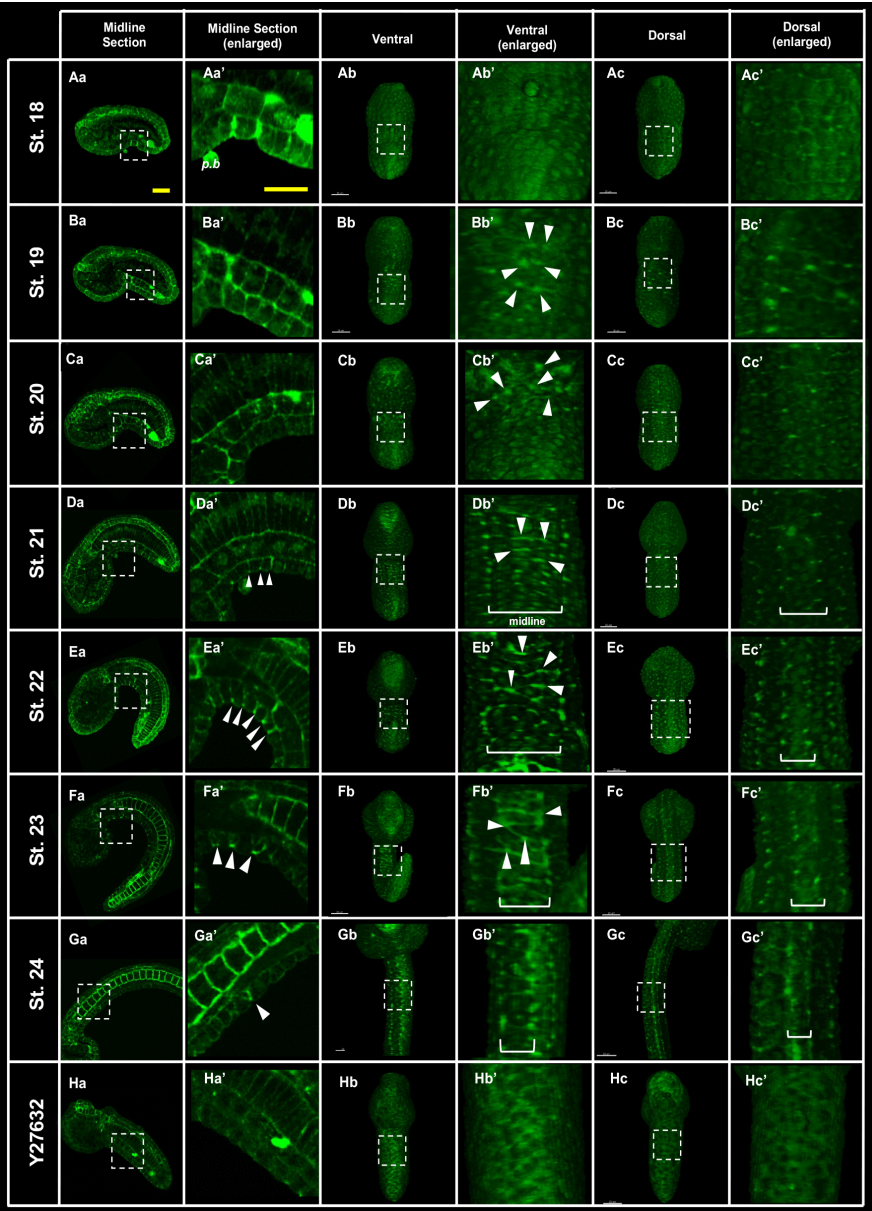 Midline Section
Midline Section (enlarged)
Ventral
Ventral (enlarged)
Dorsal
Dorsal (enlarged)
St. 18
Aa
Aa’
p.b
Ab
Ab’
Ac
Ac’
St. 19
Ba
Ba’
Bb
Bb’
Bc
Bc’
St. 20
Ca
Ca’
Cb
Cb’
Cc
Cc’
St. 21
Da
Da’
Db
Db’
midline
Dc
Dc’
St. 22
Ea
Ea’
Eb
Eb’
Ec
Ec’
St. 23
Fa
Fa’
Fb
Fb’
Fc
Fc’
St. 24
Ga
Ga’
Gb
Gb’
Gc
Gc’
Y27632
Ha
Ha’
Hb
Hb’
Hc
Hc’